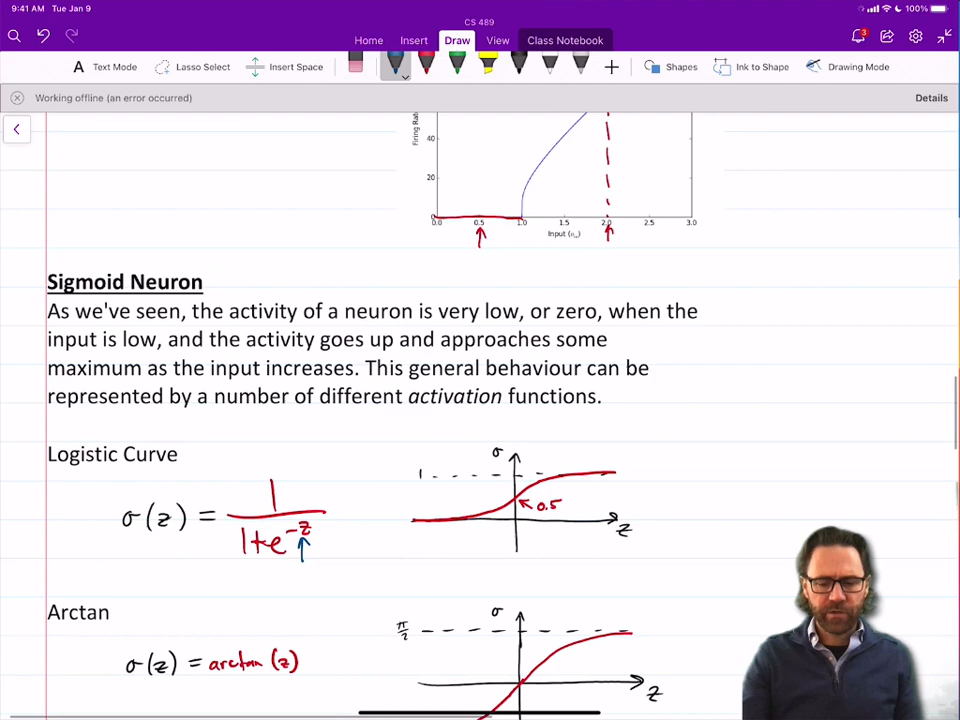 9:41 AM Tue Jan 9
100%
CS 489
Home Insert Draw View Class Notebook
3
Text Mode Lasso Select Insert Space Shapes Ink to Shape Drawing Mode
Working offline (an error occurred) Details
Firing Rate
40
20
0
0.0 0.5 1.0 1.5 2.0 2.5 3.0
Sigmoid Neuron
As we've seen, the activity of a neuron is very low, or zero, when the
input is low, and the activity goes up and approaches some
maximum as the input increases. This general behaviour can be
represented by a number of different activation functions.
Logistic Curve
σ(z) = 1 / 1+e^-z
σ
1
0.5
z
Arctan
σ(z) = arctan(z)
σ
π/2
z